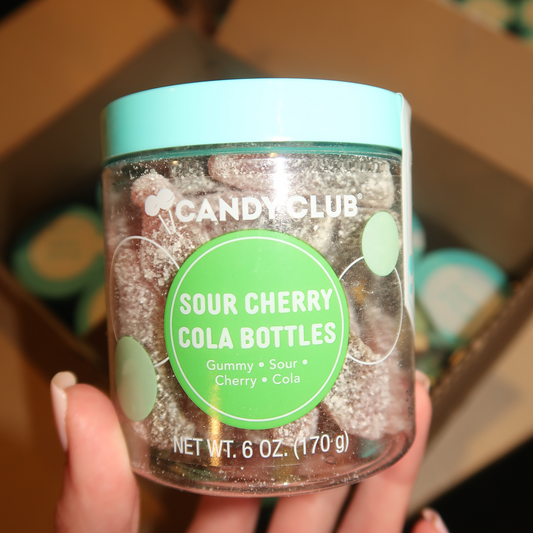 CANDY CLUB®
SOUR CHERRY
COLA BOTTLES
Gummy • Sour •
Cherry • Cola
NET WT. 6 OZ. (170 g)